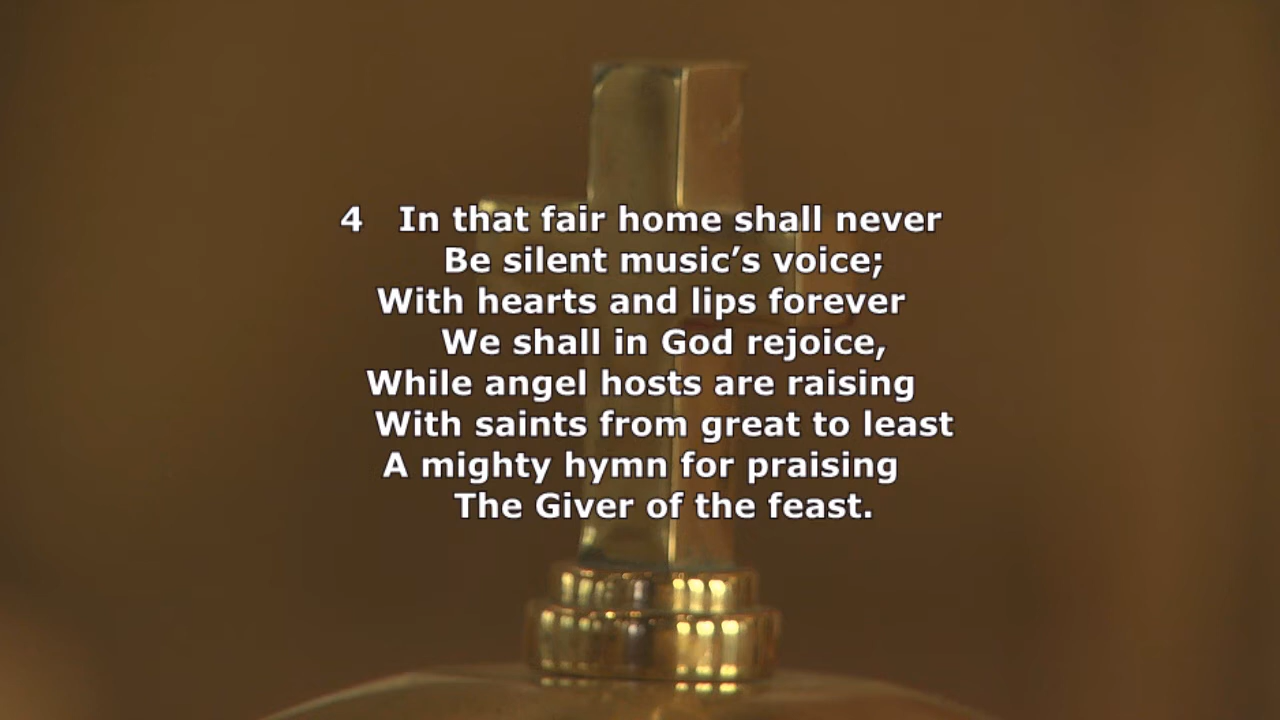 4 In that fair home shall never
Be silent music’s voice;
With hearts and lips forever
We shall in God rejoice,
While angel hosts are raising
With saints from great to least
A mighty hymn for praising
The Giver of the feast.